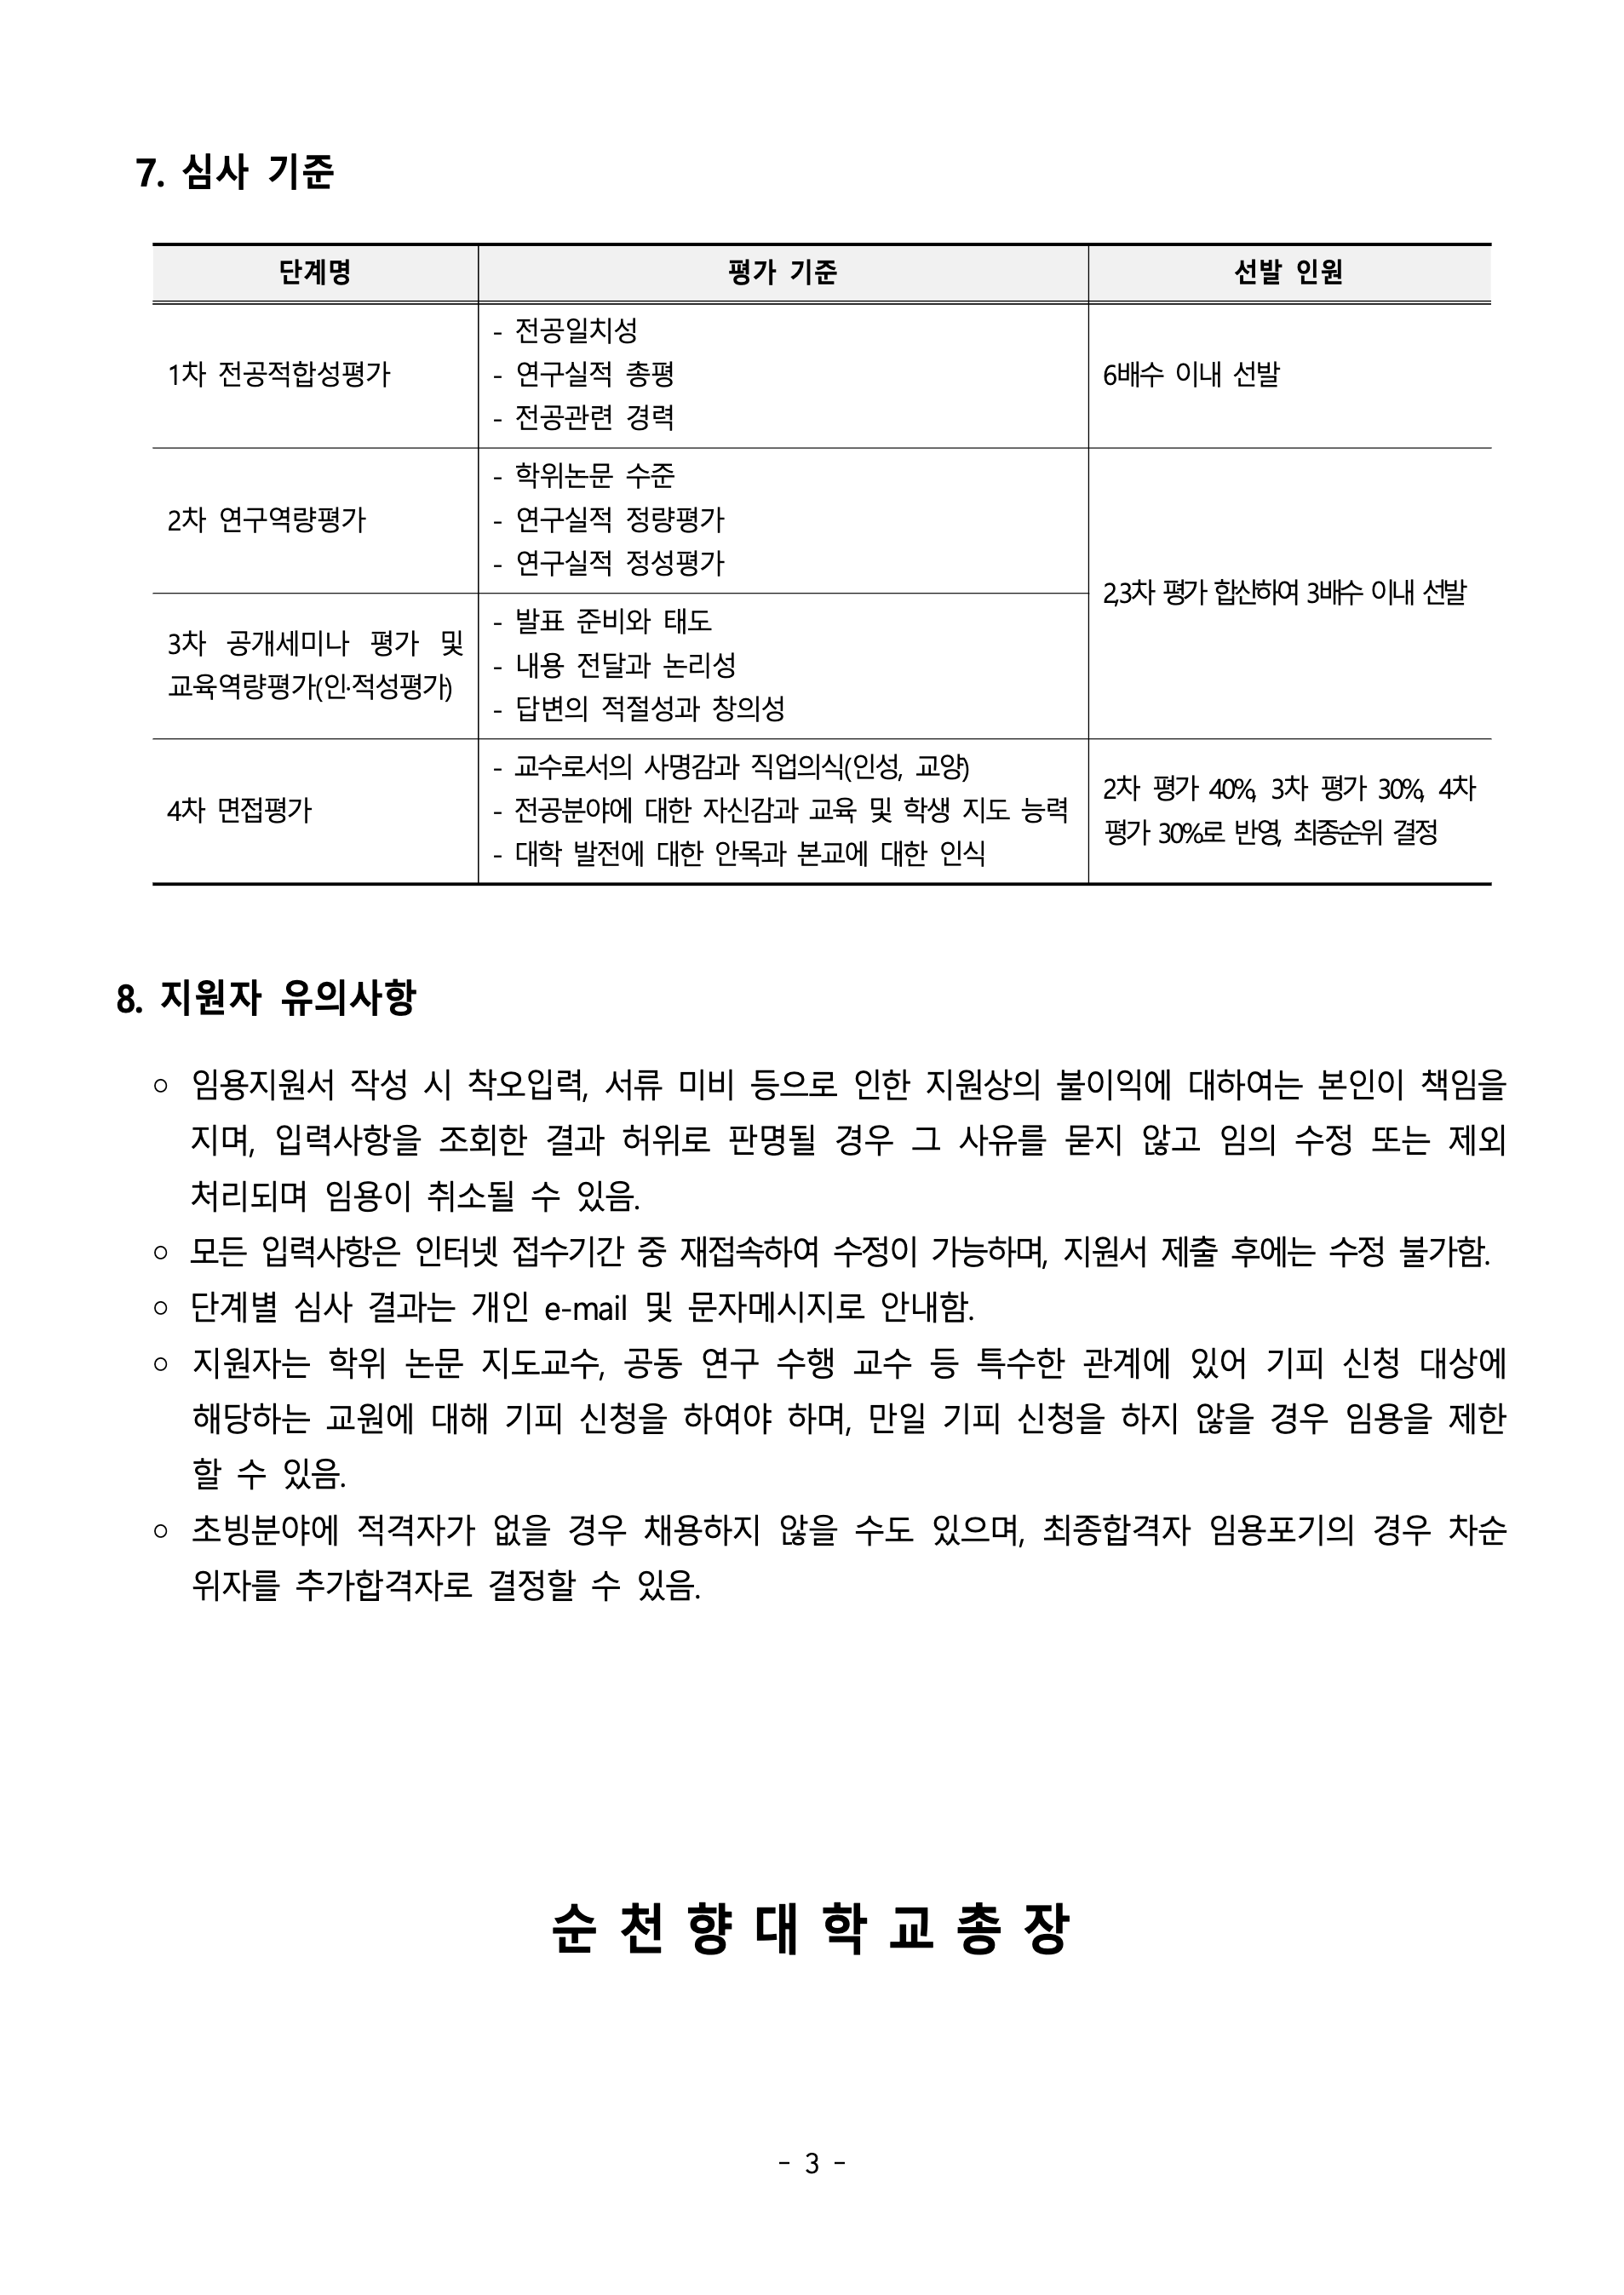 7. 심사 기준
단계명 평가 기준 선발 인원
1차 전공적합성평가
- 전공일치성
- 연구실적 총평
- 전공관련 경력
6배수 이내 선발
2차 연구역량평가
- 학위논문 수준
- 연구실적 정량평가
- 연구실적 정성평가
2,3차 평가 합산하여 3배수 이내 선발
3차 공개세미나 평가 및
교육역량평가(인·적성평가)
- 발표 준비와 태도
- 내용 전달과 논리성
- 답변의 적절성과 창의성
4차 면접평가
- 교수로서의 사명감과 직업의식(인성, 교양)
- 전공분야에 대한 자신감과 교육 및 학생 지도 능력
- 대학 발전에 대한 안목과 본교에 대한 인식
2차 평가 40%, 3차 평가 30%, 4차
평가 30%로 반영, 최종순위 결정
8. 지원자 유의사항
○ 임용지원서 작성 시 착오입력, 서류 미비 등으로 인한 지원상의 불이익에 대하여는 본인이 책임을
지며, 입력사항을 조회한 결과 허위로 판명될 경우 그 사유를 묻지 않고 임의 수정 또는 제외
처리되며 임용이 취소될 수 있음.
○ 모든 입력사항은 인터넷 접수기간 중 재접속하여 수정이 가능하며, 지원서 제출 후에는 수정 불가함.
○ 단계별 심사 결과는 개인 e-mail 및 문자메시지로 안내함.
○ 지원자는 학위 논문 지도교수, 공동 연구 수행 교수 등 특수한 관계에 있어 기피 신청 대상에
해당하는 교원에 대해 기피 신청을 하여야 하며, 만일 기피 신청을 하지 않을 경우 임용을 제한
할 수 있음.
○ 초빙분야에 적격자가 없을 경우 채용하지 않을 수도 있으며, 최종합격자 임용포기의 경우 차순
위자를 추가합격자로 결정할 수 있음.
순천향대학교총장
- 3 -